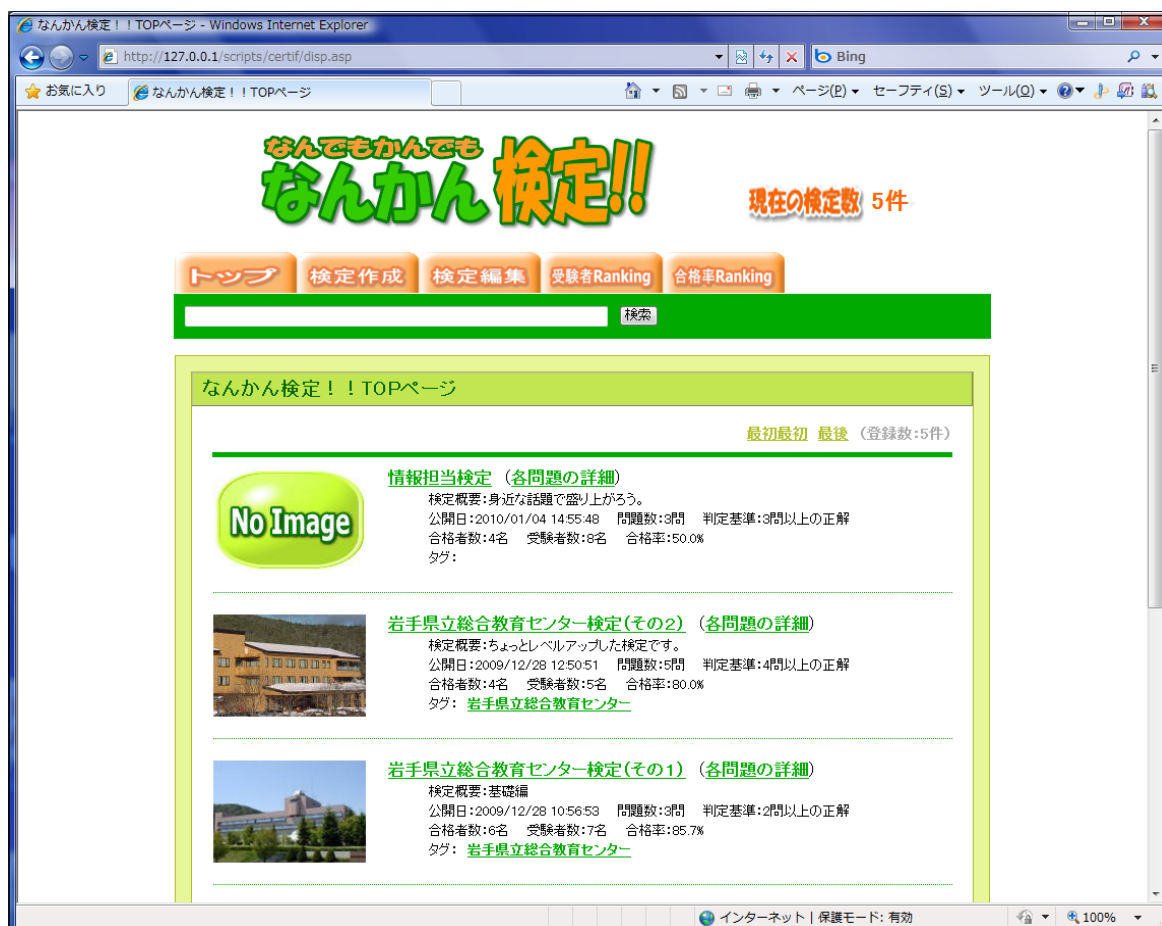 なんかん検定！！TOPページ - Windows Internet Explorer
http://127.0.0.1/scripts/certif/disp.asp
Bing
お気に入り
なんかん検定！！TOPページ
ページ(P)
セーフティ(S)
ツール(O)
なんでもかんでも
なんかん検定!!
現在の検定数 5件
トップ
検定作成
検定編集
受験者Ranking
合格率Ranking
検索
なんかん検定！！TOPページ
最初最初 最後 （登録数:5件）
No Image
情報担当検定 （各問題の詳細）
検定概要:身近な話題で盛り上がろう。
公開日:2010/01/04 14:55:48 問題数:3問 判定基準:3問以上の正解
合格者数:4名 受験者数:8名 合格率:50.0%
タグ:
岩手県立総合教育センター検定(その2) （各問題の詳細）
検定概要:ちょっとレベルアップした検定です。
公開日:2009/12/28 12:50:51 問題数:5問 判定基準:4問以上の正解
合格者数:4名 受験者数:5名 合格率:80.0%
タグ: 岩手県立総合教育センター
岩手県立総合教育センター検定(その1) （各問題の詳細）
検定概要:基礎編
公開日:2009/12/28 10:56:53 問題数:3問 判定基準:2問以上の正解
合格者数:6名 受験者数:7名 合格率:85.7%
タグ: 岩手県立総合教育センター
インターネット | 保護モード: 有効
100%